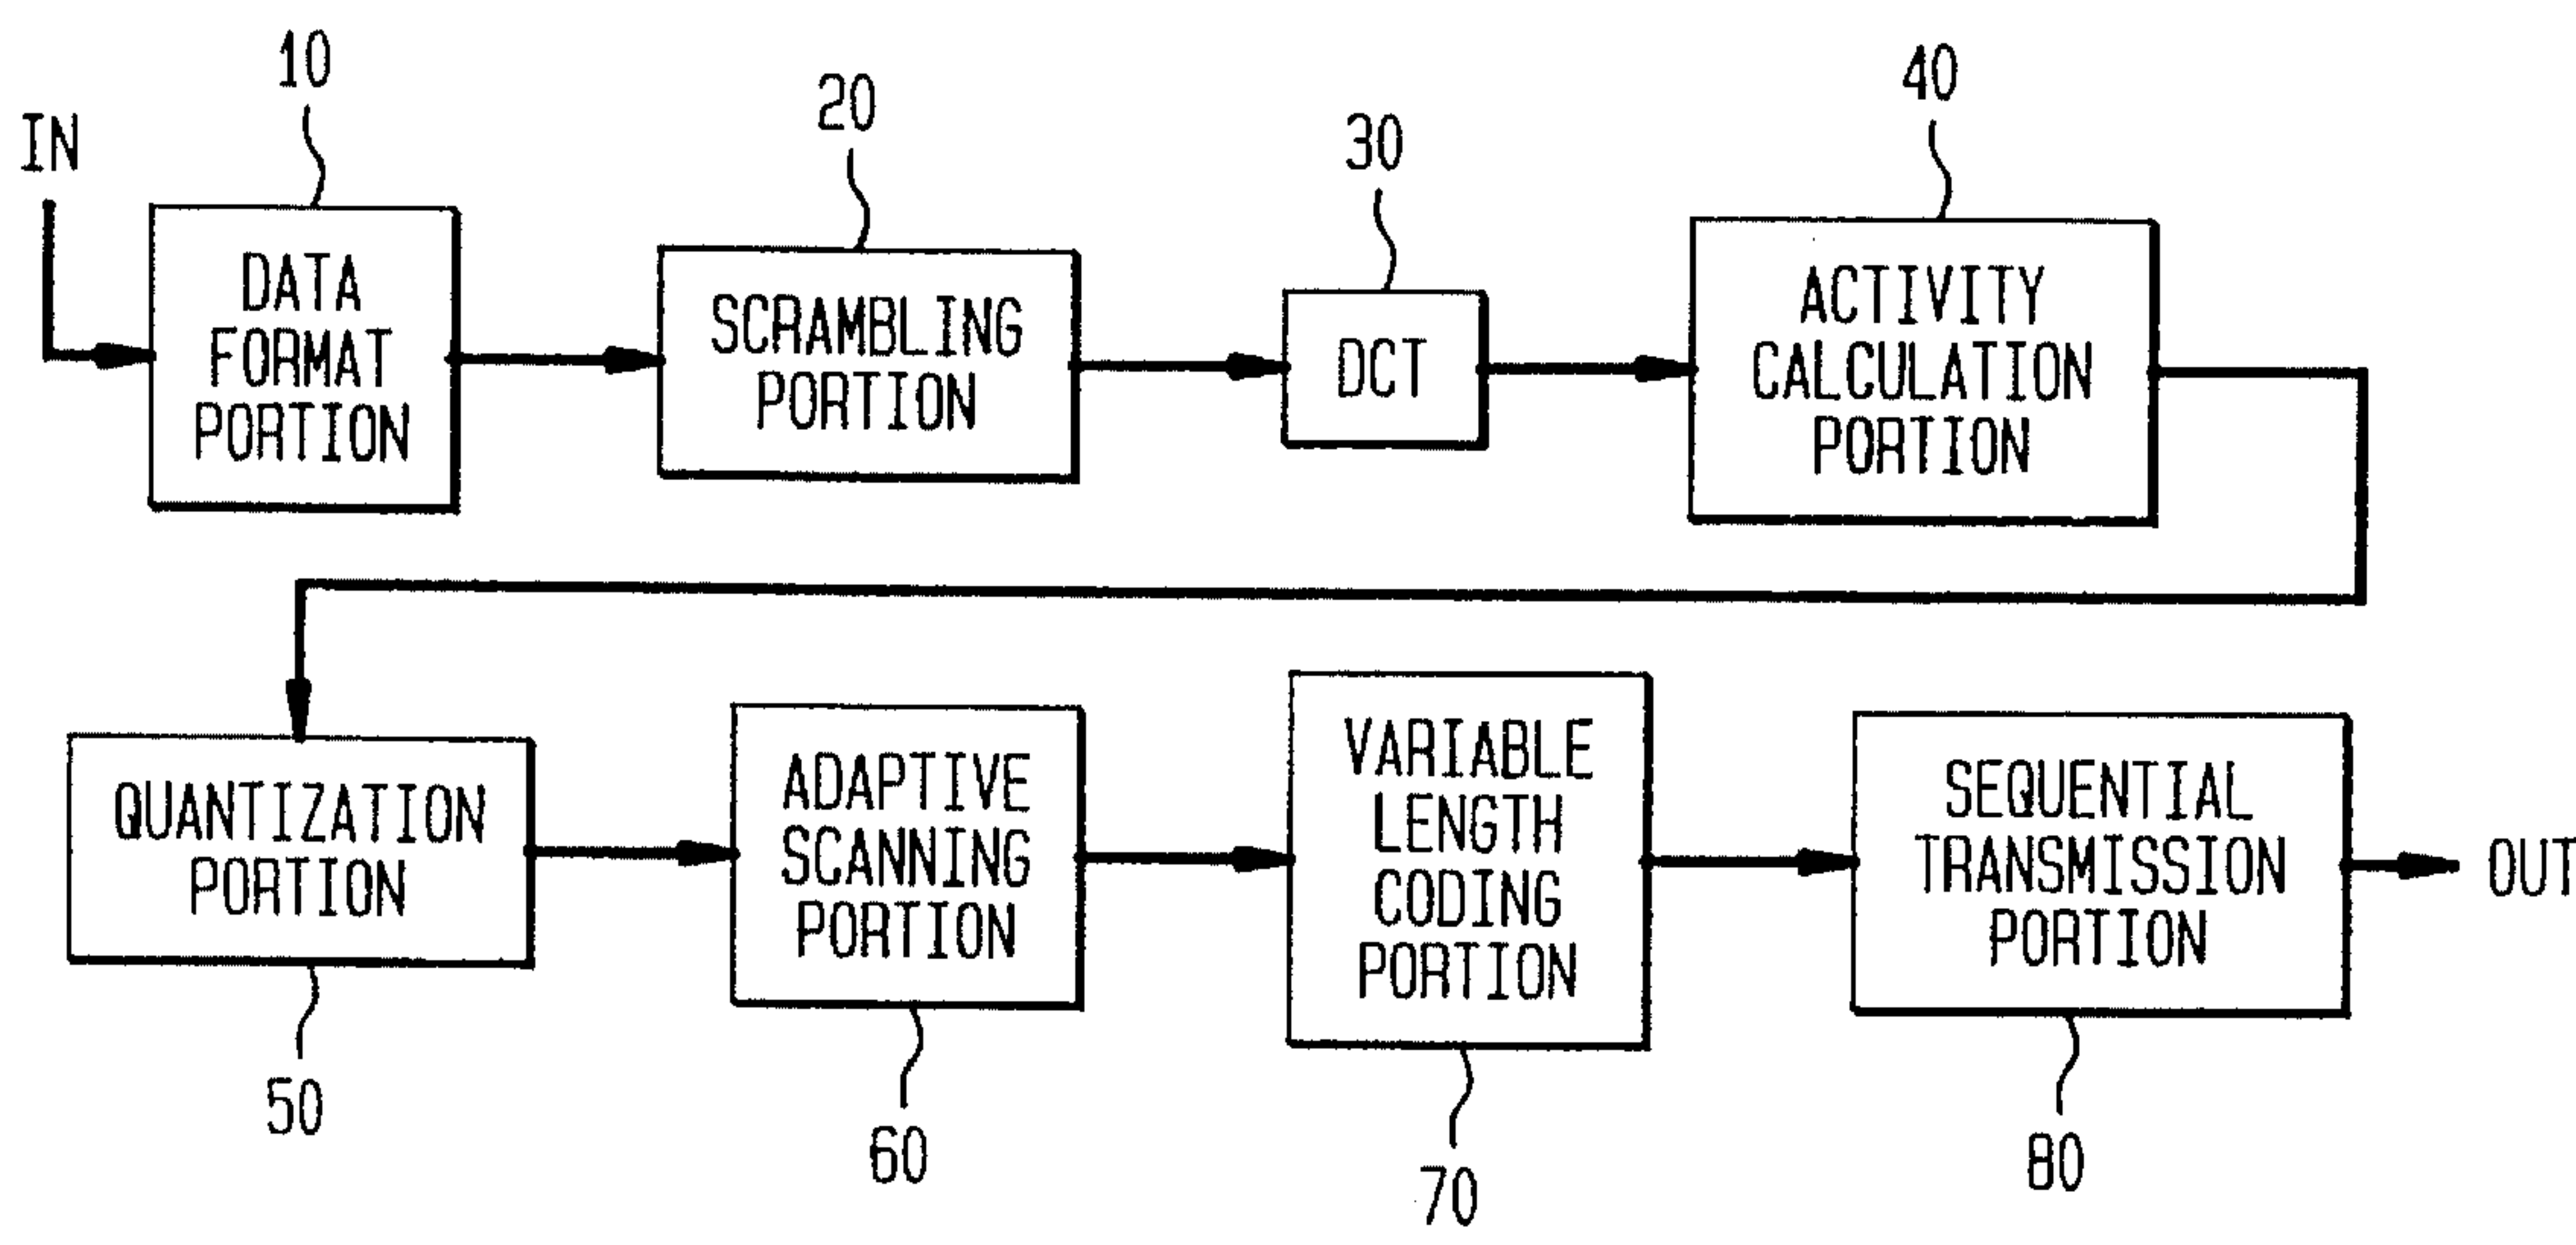 IN
10
DATA
FORMAT
PORTION
20
SCRAMBLING
PORTION
30
DCT
40
ACTIVITY
CALCULATION
PORTION
QUANTIZATION
PORTION
50
ADAPTIVE
SCANNING
PORTION
60
VARIABLE
LENGTH
CODING
PORTION
70
SEQUENTIAL
TRANSMISSION
PORTION
80
OUT